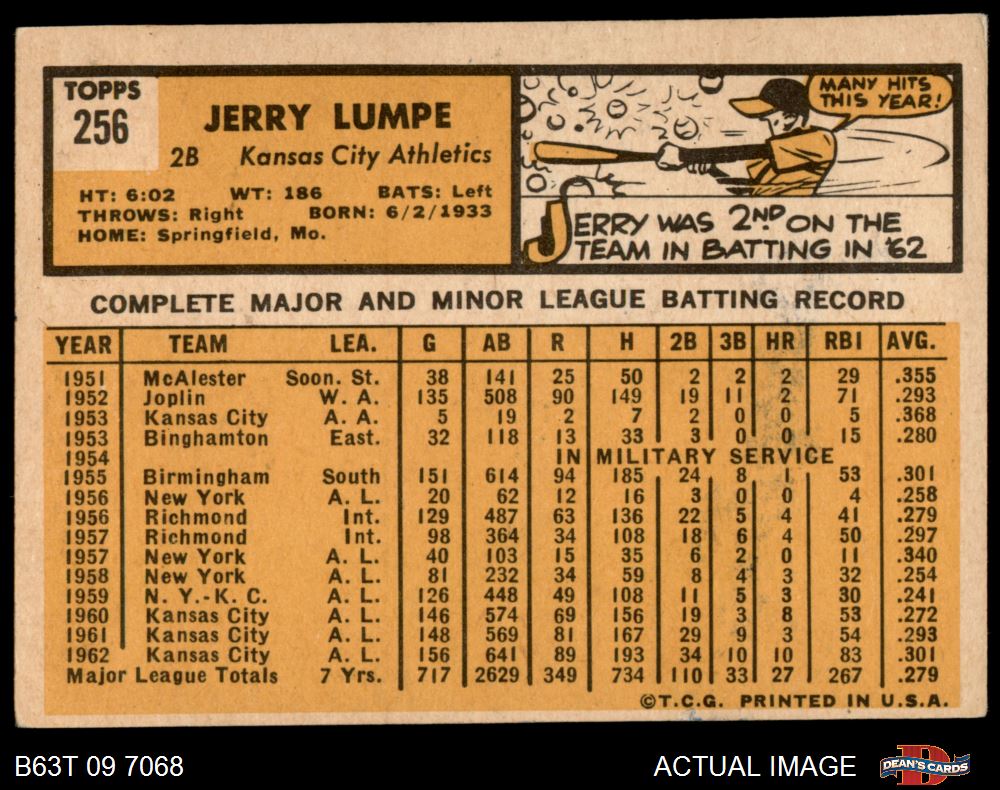 TOPPS
256
JERRY LUMPE
2B Kansas City Athletics
HT: 6:02 WT: 186 BATS: Left
THROWS: Right BORN: 6/2/1933
HOME: Springfield, Mo.
MANY HITS
THIS YEAR!
JERRY WAS 2ND ON THE
TEAM IN BATTING IN '62
COMPLETE MAJOR AND MINOR LEAGUE BATTING RECORD
YEAR TEAM LEA. G AB R H 2B 3B HR RBI AVG.
1951 McAlester Soon. St. 38 141 25 50 2 2 2 29 .355
1952 Joplin W. A. 135 508 90 149 19 11 2 71 .293
1953 Kansas City A. A. 5 19 2 7 2 0 0 5 .368
1953 Binghamton East. 32 118 13 33 3 0 0 15 .280
1954 IN MILITARY SERVICE
1955 Birmingham South 151 614 94 185 24 8 1 53 .301
1956 New York A. L. 20 62 12 16 3 0 0 4 .258
1956 Richmond Int. 129 487 63 136 22 5 4 41 .279
1957 Richmond Int. 98 364 34 108 18 6 4 50 .297
1957 New York A. L. 40 103 15 35 6 2 0 11 .340
1958 New York A. L. 81 232 34 59 8 4 3 32 .254
1959 N. Y.-K. C. A. L. 126 448 49 108 11 5 3 30 .241
1960 Kansas City A. L. 146 574 69 156 19 3 8 53 .272
1961 Kansas City A. L. 148 569 81 167 29 9 3 54 .293
1962 Kansas City A. L. 156 641 89 193 34 10 10 83 .301
Major League Totals 7 Yrs. 717 2629 349 734 110 33 27 267 .279
©T.C.G. PRINTED IN U.S.A.
B63T 09 7068 ACTUAL IMAGE DEAN'S CARDS